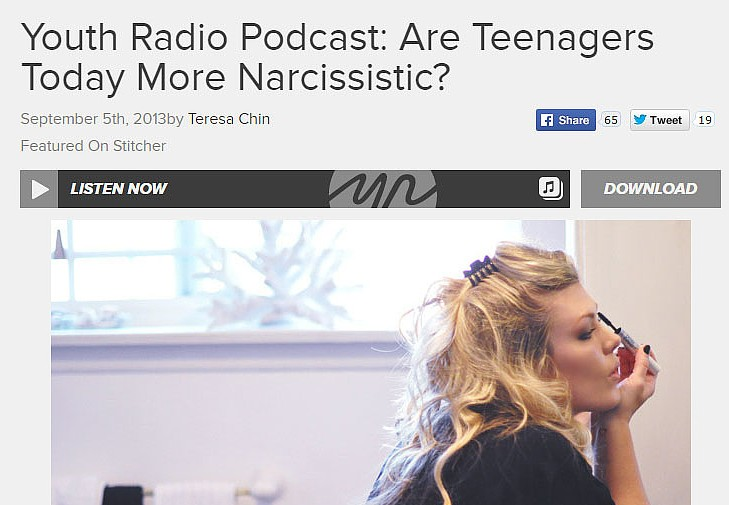 Youth Radio Podcast: Are Teenagers
Today More Narcissistic?
September 5th, 2013by Teresa Chin
Share 65 Tweet 19
Featured On Stitcher
LISTEN NOW
DOWNLOAD